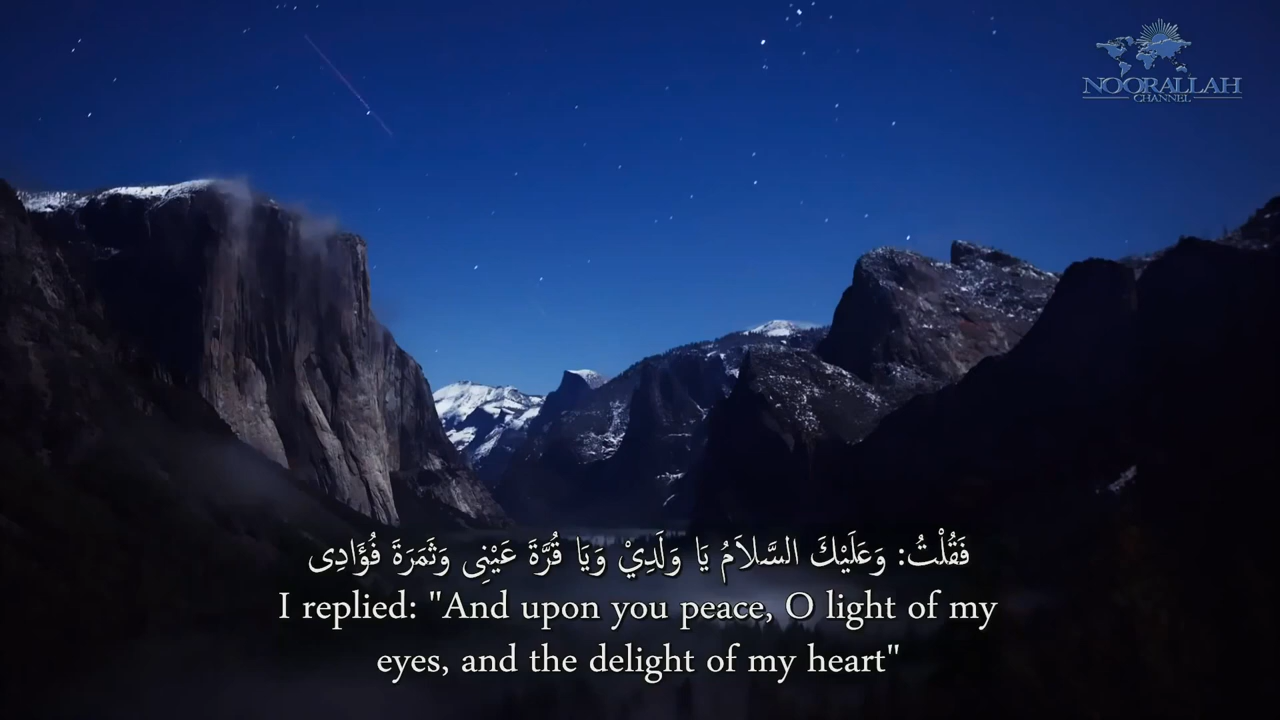 NOORALLAH
CHANNEL
فَقُلْتُ: وَعَلَيْكَ السَّلاَمُ يَا وَلَدِيْ وَيَا قُرَّةَ عَيْنِى وَثَمَرَةَ فُؤَادِى
I replied: "And upon you peace, O light of my
eyes, and the delight of my heart"